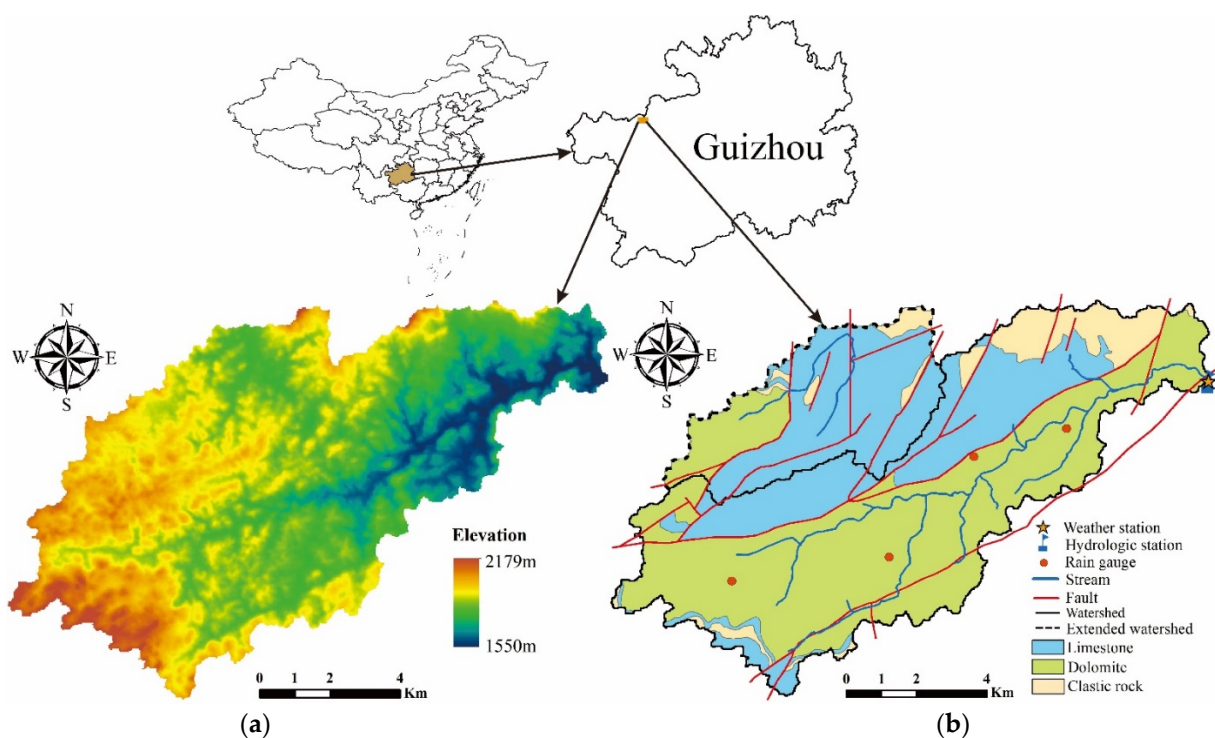 Guizhou
N
W E
S
Elevation
2179m
1550m
0 1 2 4
Km
(a)
N
W E
S
Weather station
Hydrologic station
Rain gauge
Stream
Fault
Watershed
Extended watershed
Limestone
Dolomite
Clastic rock
0 1 2 4
Km
(b)